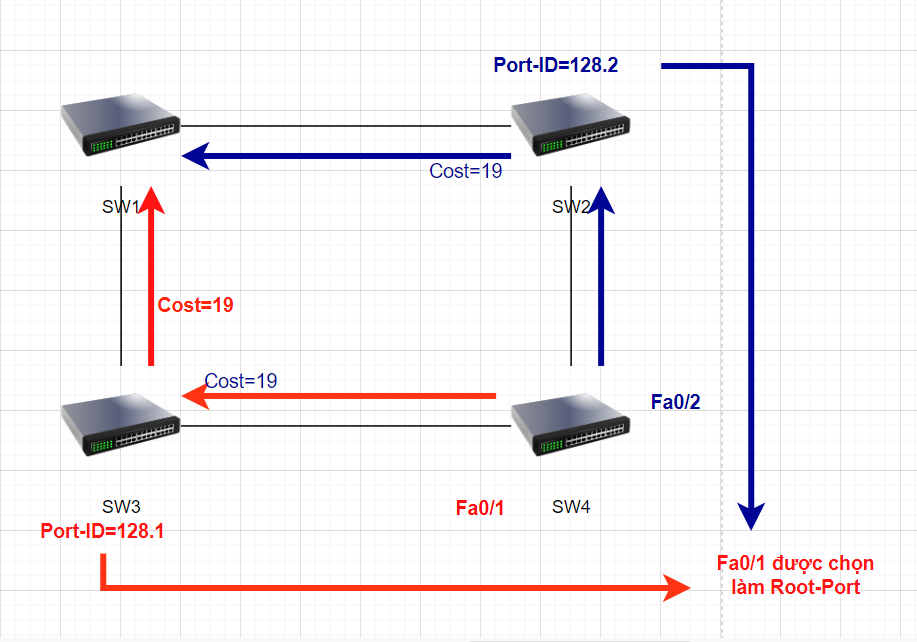 Port-ID=128.2
Cost=19
SW1
SW2
Cost=19
Cost=19
Fa0/2
SW3
Fa0/1
SW4
Port-ID=128.1
Fa0/1 được chọn
làm Root-Port